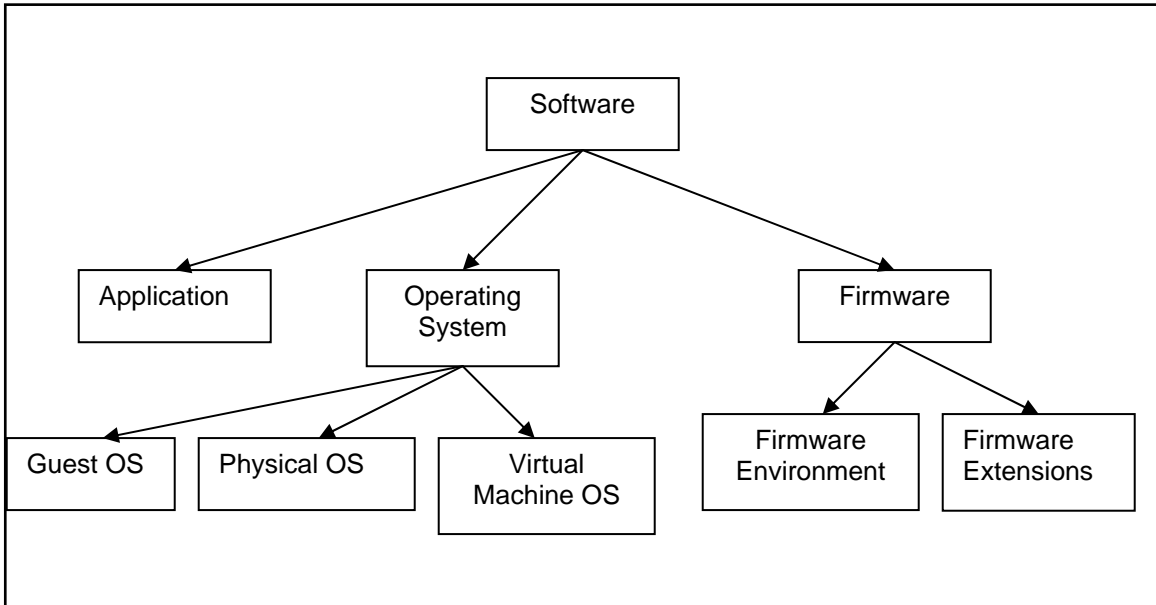 Software
Application
Operating
System
Firmware
Guest OS
Physical OS
Virtual
Machine OS
Firmware
Environment
Firmware
Extensions